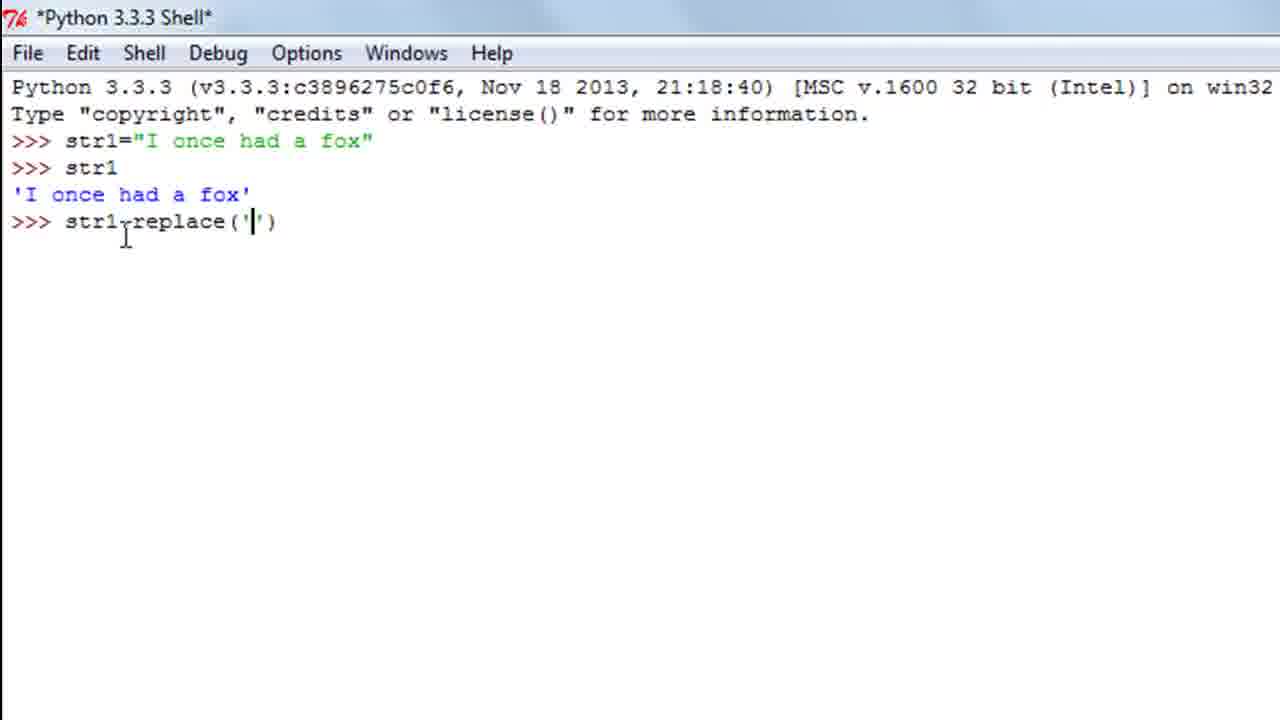 *Python 3.3.3 Shell*
File Edit Shell Debug Options Windows Help
Python 3.3.3 (v3.3.3:c3896275c0f6, Nov 18 2013, 21:18:40) [MSC v.1600 32 bit (Intel)] on win32
Type "copyright", "credits" or "license()" for more information.
>>> str1="I once had a fox"
>>> str1
'I once had a fox'
>>> str1.replace('')